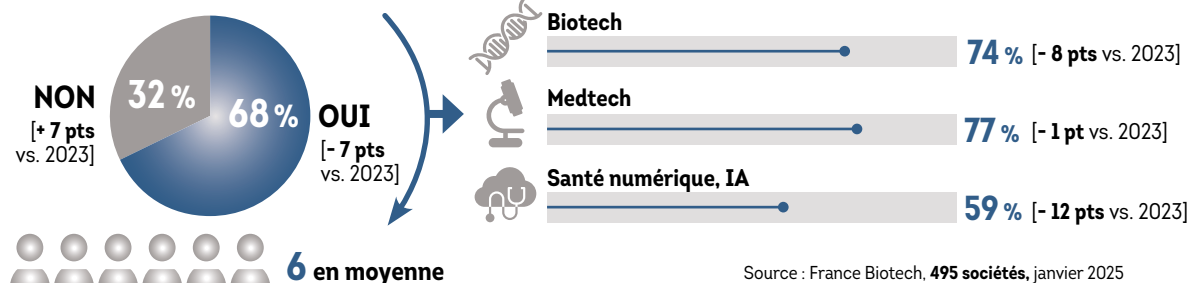 NON
[+ 7 pts
vs. 2023]
32 %
68 %
OUI
[- 7 pts
vs. 2023]
Biotech
74 % [- 8 pts vs. 2023]
Medtech
77 % [- 1 pt vs. 2023]
Santé numérique, IA
59 % [- 12 pts vs. 2023]
6 en moyenne
Source : France Biotech, 495 sociétés, janvier 2025